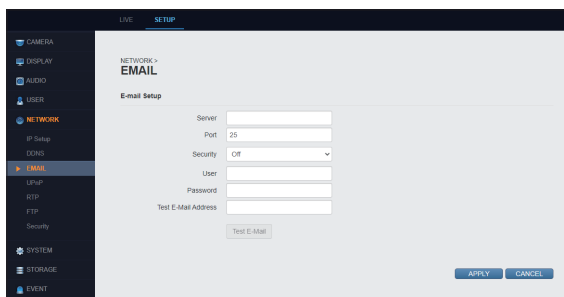 LIVE SETUP
CAMERA
DISPLAY
AUDIO
USER
NETWORK
IP Setup
DDNS
EMAIL
UPnP
RTP
FTP
Security
SYSTEM
STORAGE
EVENT
NETWORK >
EMAIL
E-mail Setup
Server
Port 25
Security Off
User
Password
Test E-Mail Address
Test E-Mail
APPLY CANCEL